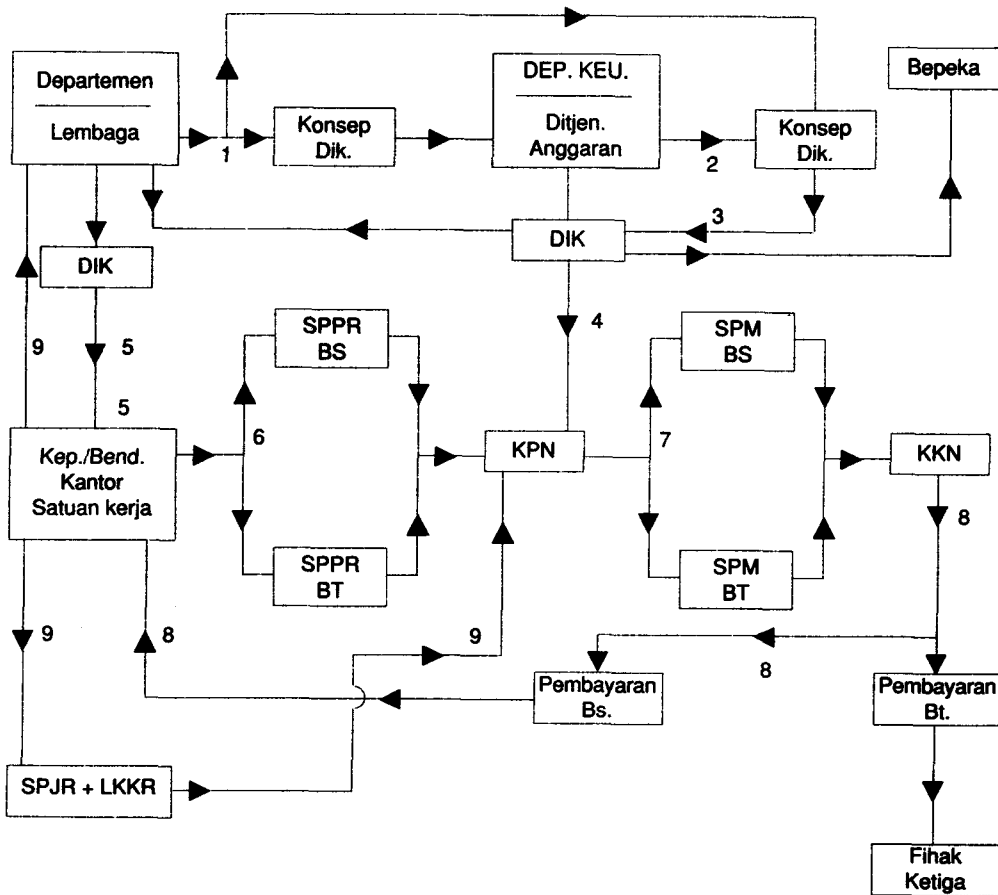 Departemen
Lembaga
1
Konsep
Dik.
DEP. KEU.
Ditjen.
Anggaran
2
Konsep
Dik.
Bepeka
3
DIK
DIK
4
9
5
5
SPPR
BS
SPM
BS
Kep./Bend.
Kantor
Satuan kerja
6
KPN
7
KKN
8
SPPR
BT
SPM
BT
9
8
9
8
Pembayaran
Bs.
Pembayaran
Bt.
SPJR + LKKR
Fihak
Ketiga